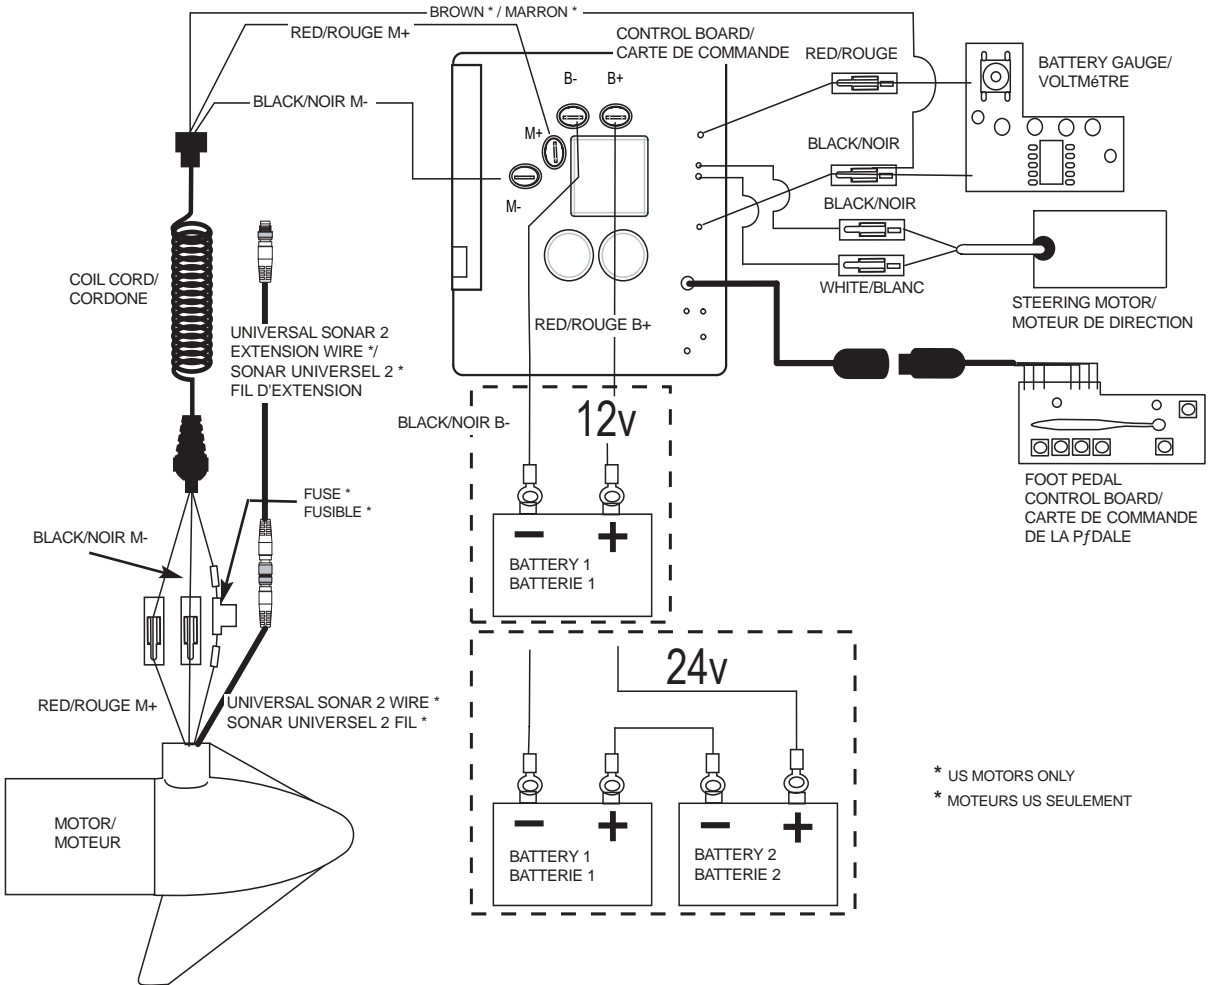 BROWN * / MARRON *
RED/ROUGE M+
BLACK/NOIR M-
CONTROL BOARD/
CARTE DE COMMANDE
B-
B+
M+
M-
RED/ROUGE
BATTERY GAUGE/
VOLTMéTRE
BLACK/NOIR
BLACK/NOIR
WHITE/BLANC
STEERING MOTOR/
MOTEUR DE DIRECTION
COIL CORD/
CORDONE
UNIVERSAL SONAR 2
EXTENSION WIRE */
SONAR UNIVERSEL 2 *
FIL D'EXTENSION
RED/ROUGE B+
BLACK/NOIR B-
12v
FOOT PEDAL
CONTROL BOARD/
CARTE DE COMMANDE
DE LA PƒDALE
FUSE *
FUSIBLE *
BLACK/NOIR M-
BATTERY 1
BATTERIE 1
24v
RED/ROUGE M+
UNIVERSAL SONAR 2 WIRE *
SONAR UNIVERSEL 2 FIL *
MOTOR/
MOTEUR
BATTERY 1
BATTERIE 1
BATTERY 2
BATTERIE 2
* US MOTORS ONLY
* MOTEURS US SEULEMENT